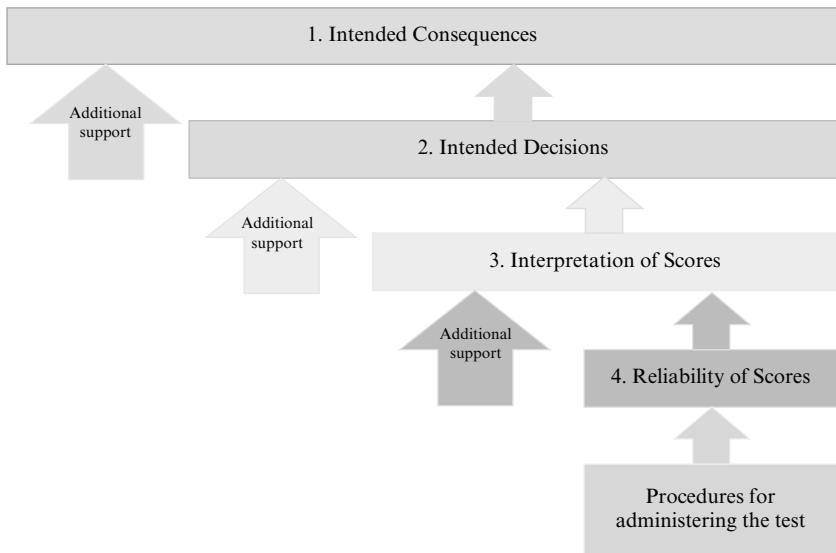 1. Intended Consequences
Additional
support
2. Intended Decisions
Additional
support
3. Interpretation of Scores
Additional
support
4. Reliability of Scores
Procedures for
administering the test